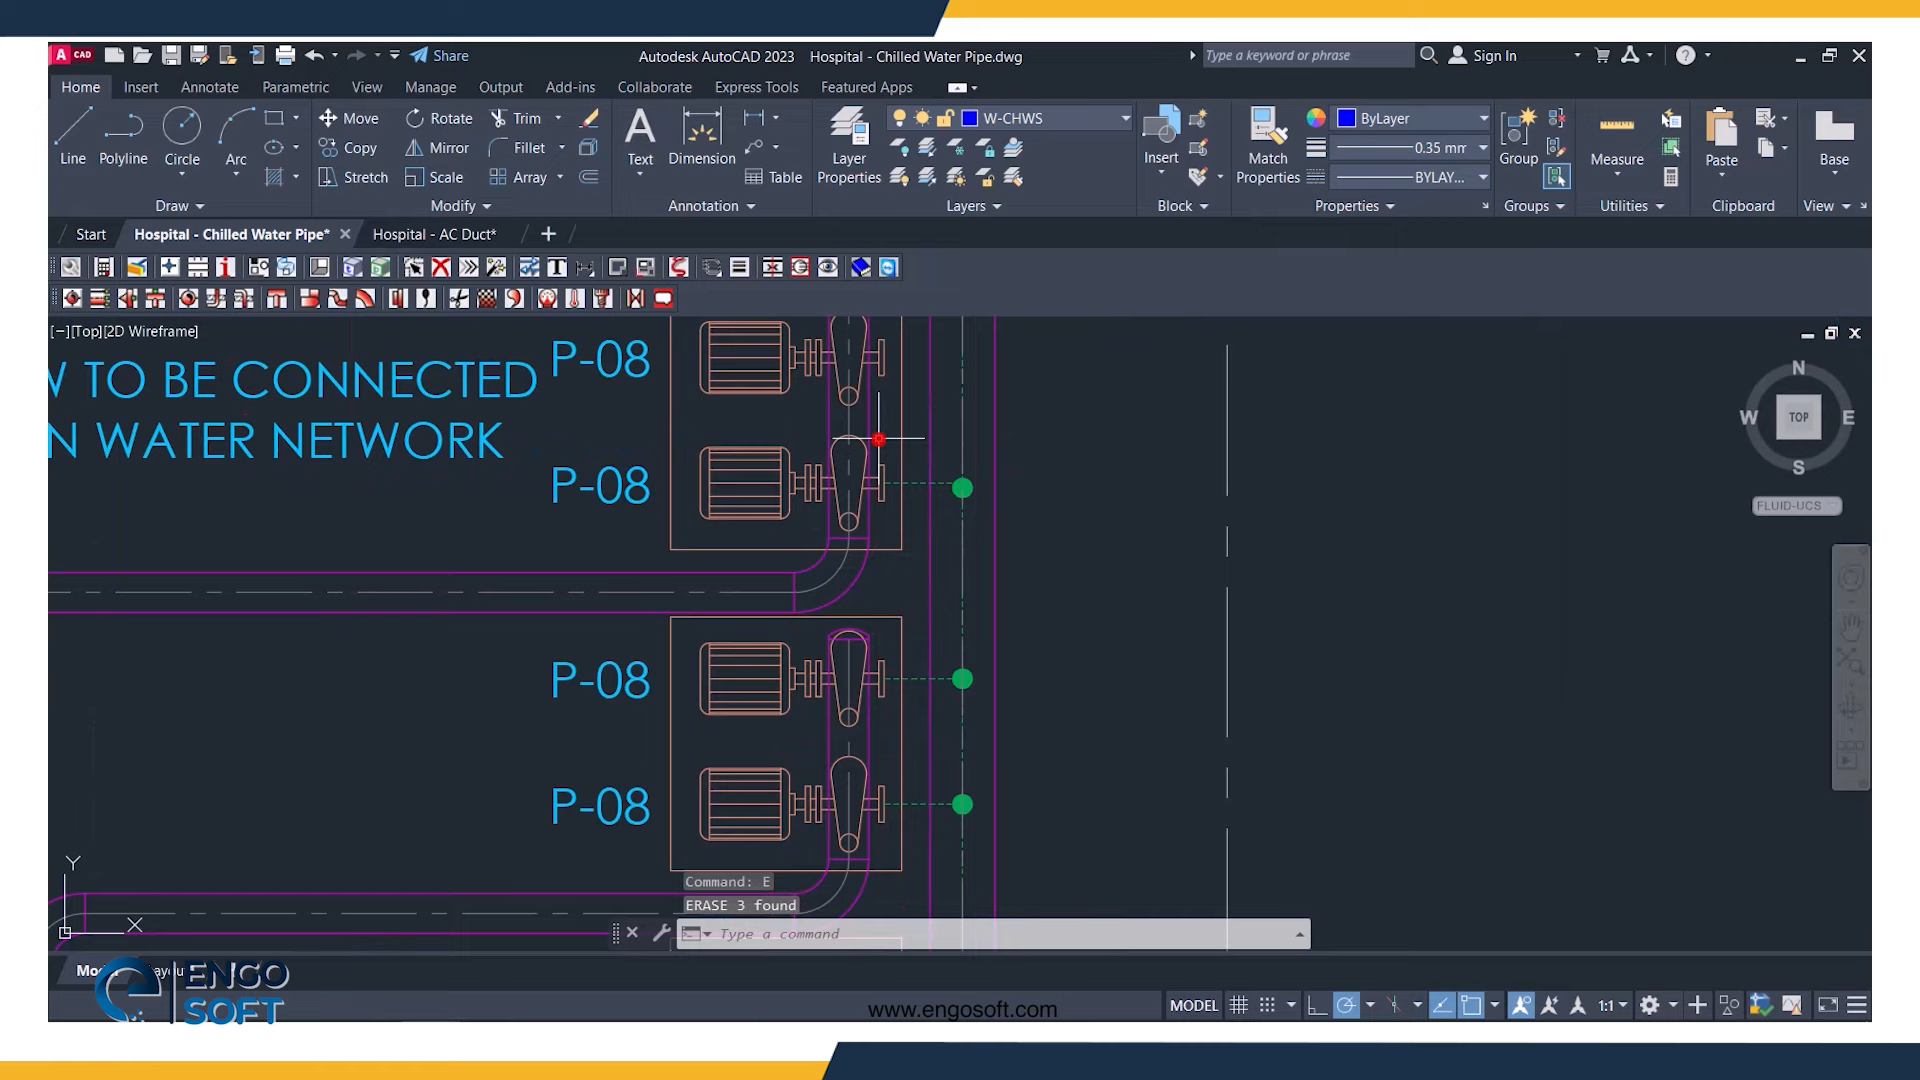 A CAD
Share
Autodesk AutoCAD 2023 Hospital - Chilled Water Pipe.dwg
Type a keyword or phrase
Sign In
Home Insert Annotate Parametric View Manage Output Add-ins Collaborate Express Tools Featured Apps
Line Polyline Circle Arc
Move Rotate Trim
Copy Mirror Fillet
Stretch Scale Array
Text Dimension Table
Layer Properties
W-CHWS
Insert
Match Properties
ByLayer
0.35 mm
BYLAY...
Group
Measure
Paste
Base
Draw Modify Annotation Layers Block Properties Groups Utilities Clipboard View
Start Hospital - Chilled Water Pipe* Hospital - AC Duct*
[−][Top][2D Wireframe]
W TO BE CONNECTED
N WATER NETWORK
P-08
P-08
P-08
P-08
N
W TOP E
S
FLUID-UCS
Y
X
Command: E
ERASE 3 found
Type a command
ENGO
SOFT
www.engosoft.com
MODEL
1:1